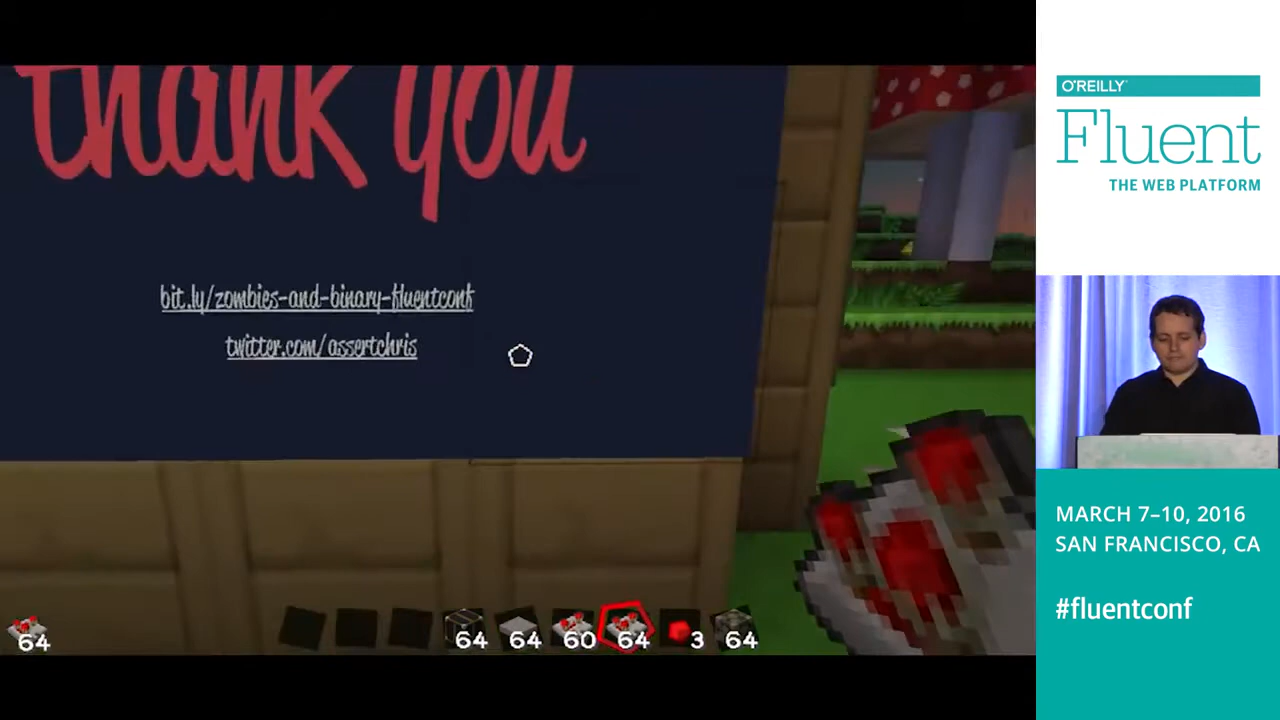 thank you
bit.ly/zombies-and-binary-fluentconf
twitter.com/assertchris
64
64
64
60
64
3
64
O'REILLY
Fluent
THE WEB PLATFORM
MARCH 7–10, 2016
SAN FRANCISCO, CA
#fluentconf